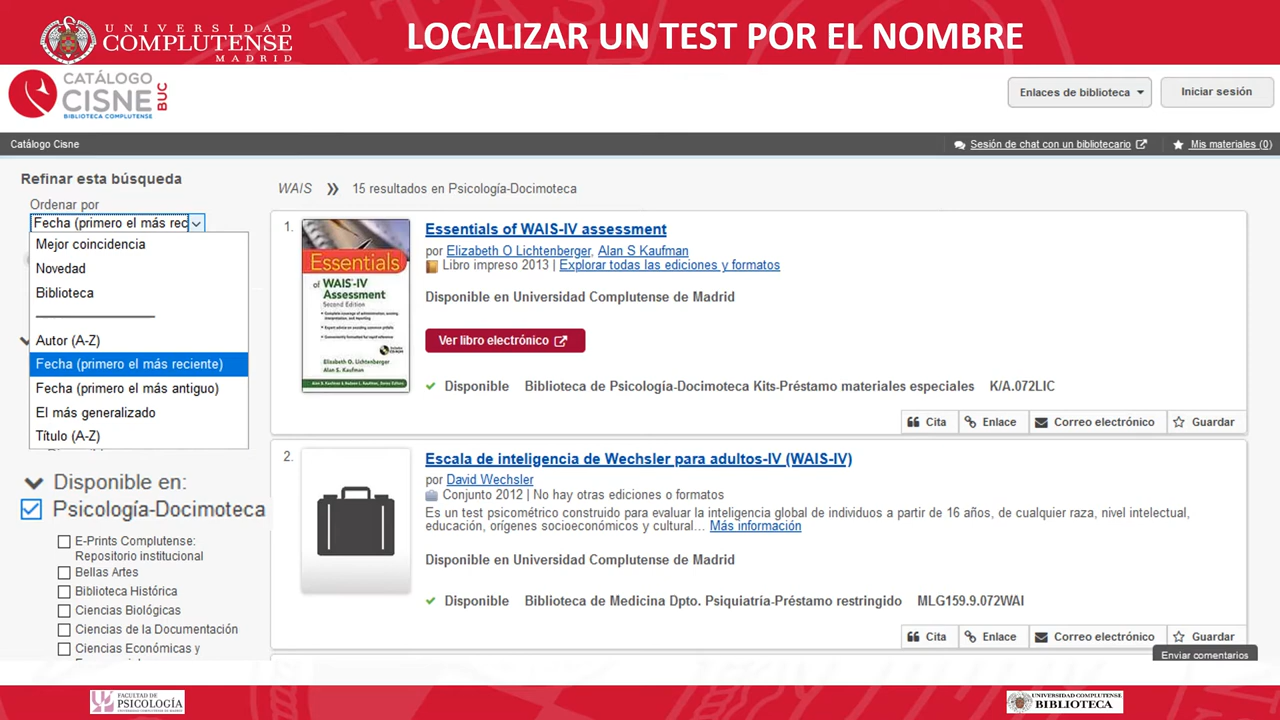 UNIVERSIDAD
COMPLUTENSE
MADRID
LOCALIZAR UN TEST POR EL NOMBRE
CATÁLOGO
CISNE
BUC
BIBLIOTECA COMPLUTENSE
Enlaces de biblioteca
Iniciar sesión
Catálogo Cisne
Sesión de chat con un bibliotecario
Mis materiales (0)
Refinar esta búsqueda
Ordenar por
Fecha (primero el más rec
Mejor coincidencia
Novedad
Biblioteca
Autor (A-Z)
Fecha (primero el más reciente)
Fecha (primero el más antiguo)
El más generalizado
Título (A-Z)
Disponible en:
Psicología-Docimoteca
E-Prints Complutense:
Repositorio institucional
Bellas Artes
Biblioteca Histórica
Ciencias Biológicas
Ciencias de la Documentación
Ciencias Económicas y
WAIS
15 resultados en Psicología-Docimoteca
1.
Essentials
of WAIS-IV
Assessment
Second Edition
Elizabeth O. Lichtenberger
Alan S. Kaufman
Essentials of WAIS-IV assessment
por Elizabeth O Lichtenberger, Alan S Kaufman
Libro impreso 2013 | Explorar todas las ediciones y formatos
Disponible en Universidad Complutense de Madrid
Ver libro electrónico
Disponible Biblioteca de Psicología-Docimoteca Kits-Préstamo materiales especiales K/A.072LIC
Cita Enlace Correo electrónico Guardar
2.
Escala de inteligencia de Wechsler para adultos-IV (WAIS-IV)
por David Wechsler
Conjunto 2012 | No hay otras ediciones o formatos
Es un test psicométrico construido para evaluar la inteligencia global de individuos a partir de 16 años, de cualquier raza, nivel intelectual,
educación, orígenes socioeconómicos y cultural... Más información
Disponible en Universidad Complutense de Madrid
Disponible Biblioteca de Medicina Dpto. Psiquiatría-Préstamo restringido MLG159.9.072WAI
Cita Enlace Correo electrónico Guardar
Enviar comentarios
FACULTAD DE
PSICOLOGÍA
UNIVERSIDAD COMPLUTENSE DE MADRID
UNIVERSIDAD COMPLUTENSE
BIBLIOTECA